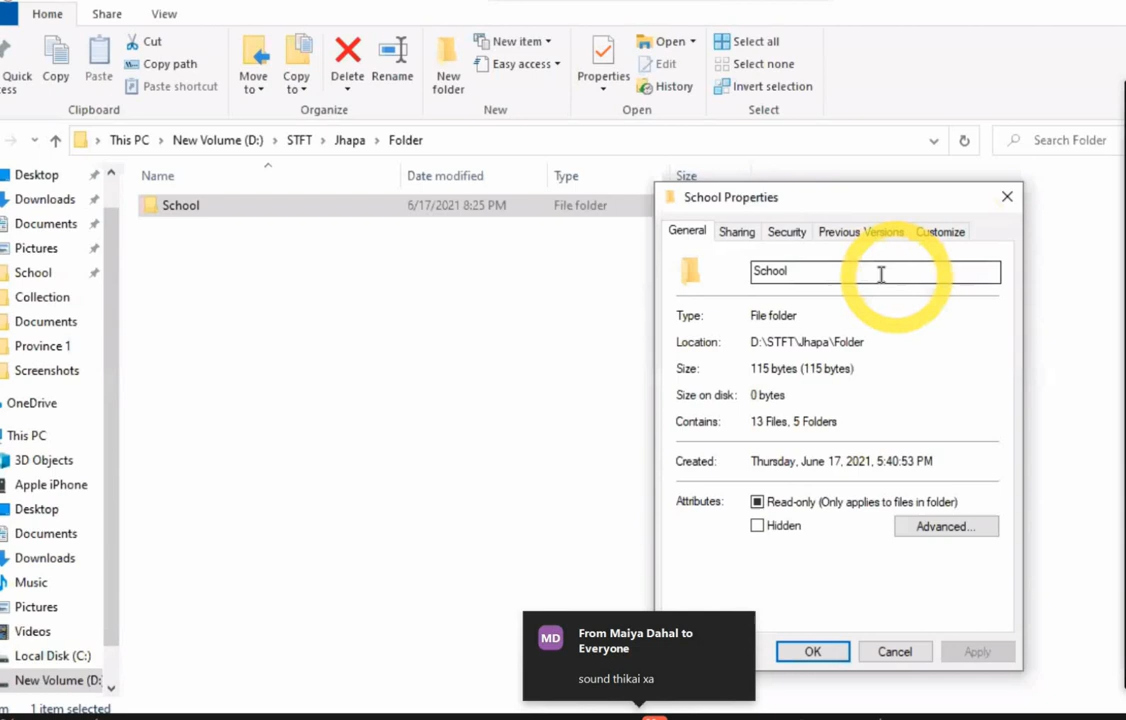 Home Share View
Quick
cess
Copy
Paste
Cut
Copy path
Paste shortcut
Clipboard
Move
to
Copy
to
Delete
Rename
Organize
New
folder
New item
Easy access
New
Properties
Open
Edit
History
Open
Select all
Select none
Invert selection
Select
This PC > New Volume (D:) > STFT > Jhapa > Folder
Search Folder
Name Date modified Type Size
School 6/17/2021 8:25 PM File folder
Desktop
Downloads
Documents
Pictures
School
Collection
Documents
Province 1
Screenshots
OneDrive
This PC
3D Objects
Apple iPhone
Desktop
Documents
Downloads
Music
Pictures
Videos
Local Disk (C:)
New Volume (D:
1 item selected
School Properties
General Sharing Security Previous Versions Customize
School
Type: File folder
Location: D:\STFT\Jhapa\Folder
Size: 115 bytes (115 bytes)
Size on disk: 0 bytes
Contains: 13 Files, 5 Folders
Created: Thursday, June 17, 2021, 5:40:53 PM
Attributes: Read-only (Only applies to files in folder)
Hidden Advanced...
OK Cancel Apply
MD
From Maiya Dahal to
Everyone
sound thikai xa